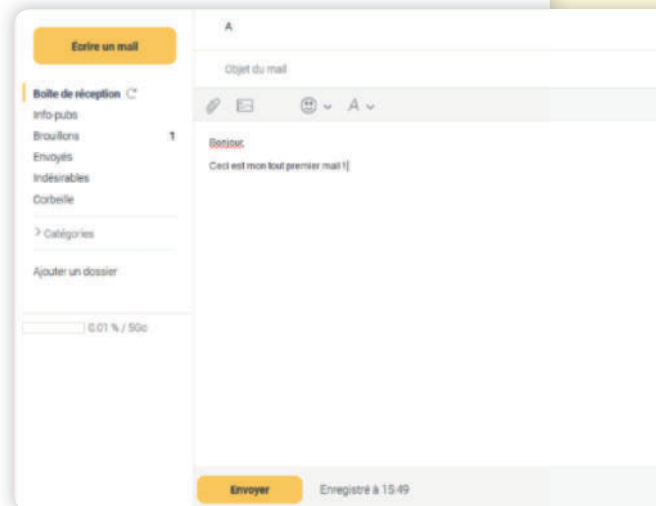 Écrire un mail
Boîte de réception
Info-pubs
Brouillons 1
Envoyés
Indésirables
Corbeille
Catégories
Ajouter un dossier
0.01 % / 5Go
A
Objet du mail
A
Bonjour,
Ceci est mon tout premier mail !
Envoyer Enregistré à 15:49